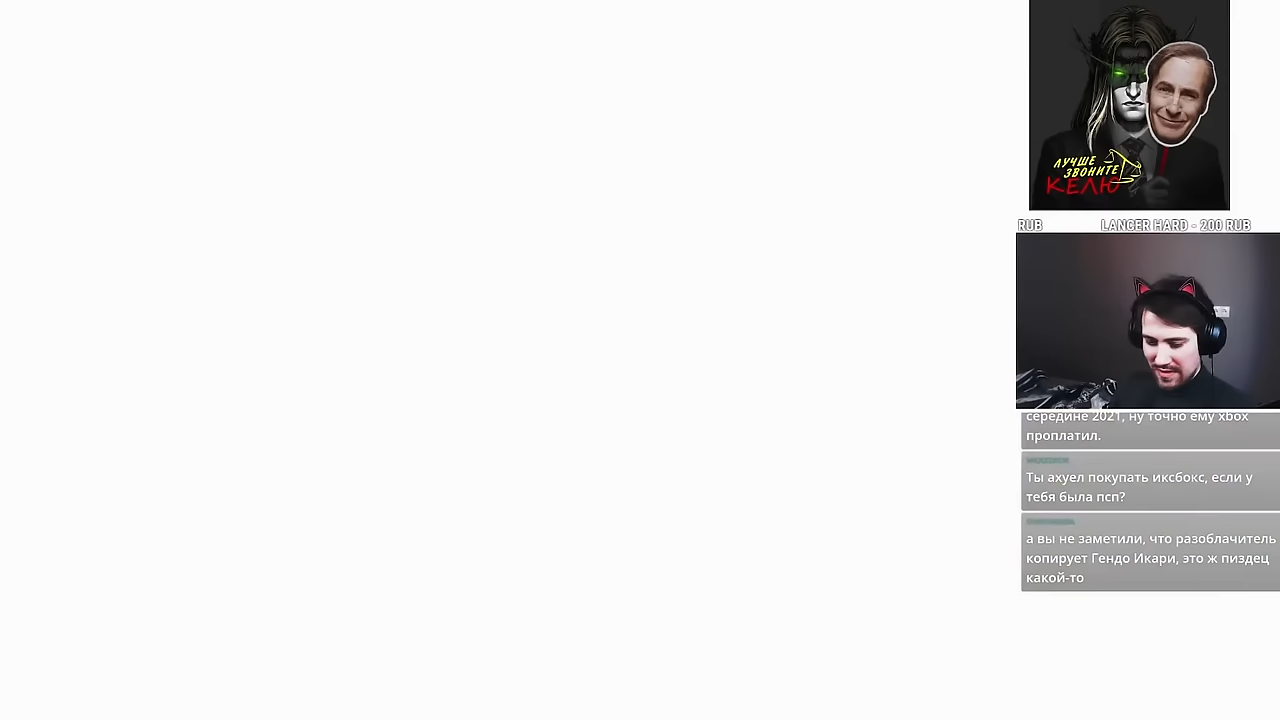 ЛУЧШЕ
ЗВОНИТЕ
КЕЛЮ
RUB LANCER HARD - 200 RUB
середине 2021, ну точно ему xbox
проплатил.
Ты ахуел покупать иксбокс, если у
тебя была псп?
а вы не заметили, что разоблачитель
копирует Гендо Икари, это ж пиздец
какой-то